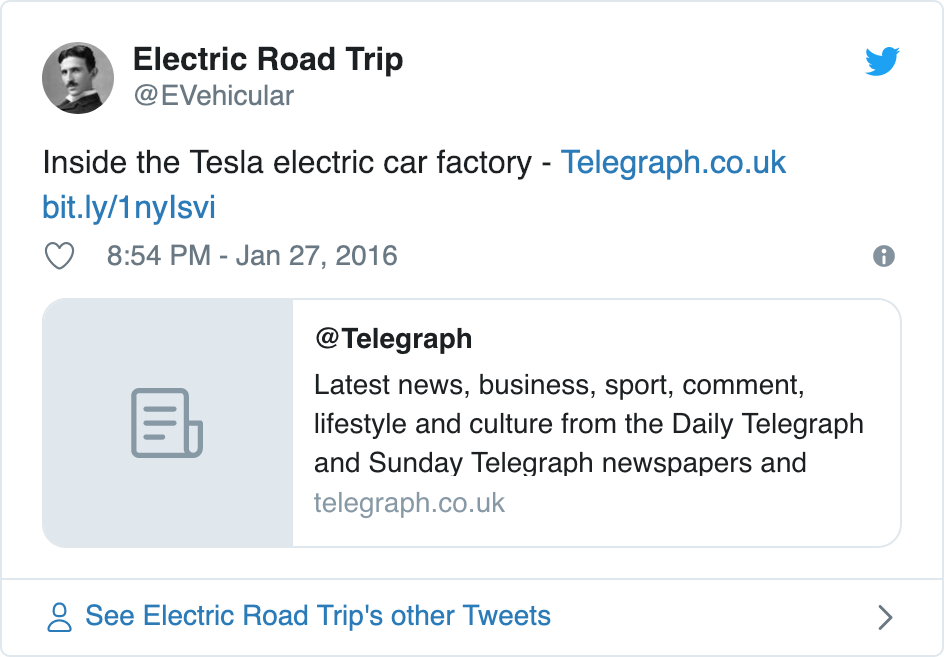 Electric Road Trip
@EVehicular
Inside the Tesla electric car factory - Telegraph.co.uk
bit.ly/1nyIsvi
8:54 PM - Jan 27, 2016
@Telegraph
Latest news, business, sport, comment,
lifestyle and culture from the Daily Telegraph
and Sunday Telegraph newspapers and
telegraph.co.uk
See Electric Road Trip's other Tweets